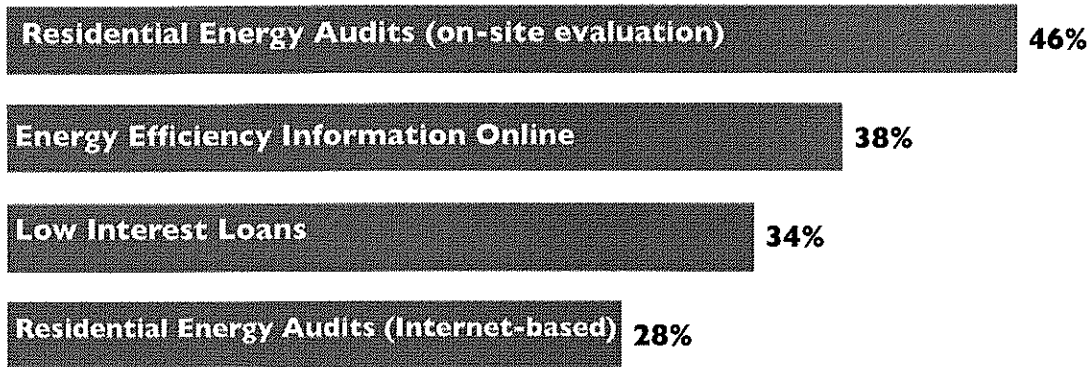 Residential Energy Audits (on-site evaluation) 46%
Energy Efficiency Information Online 38%
Low Interest Loans 34%
Residential Energy Audits (Internet-based) 28%